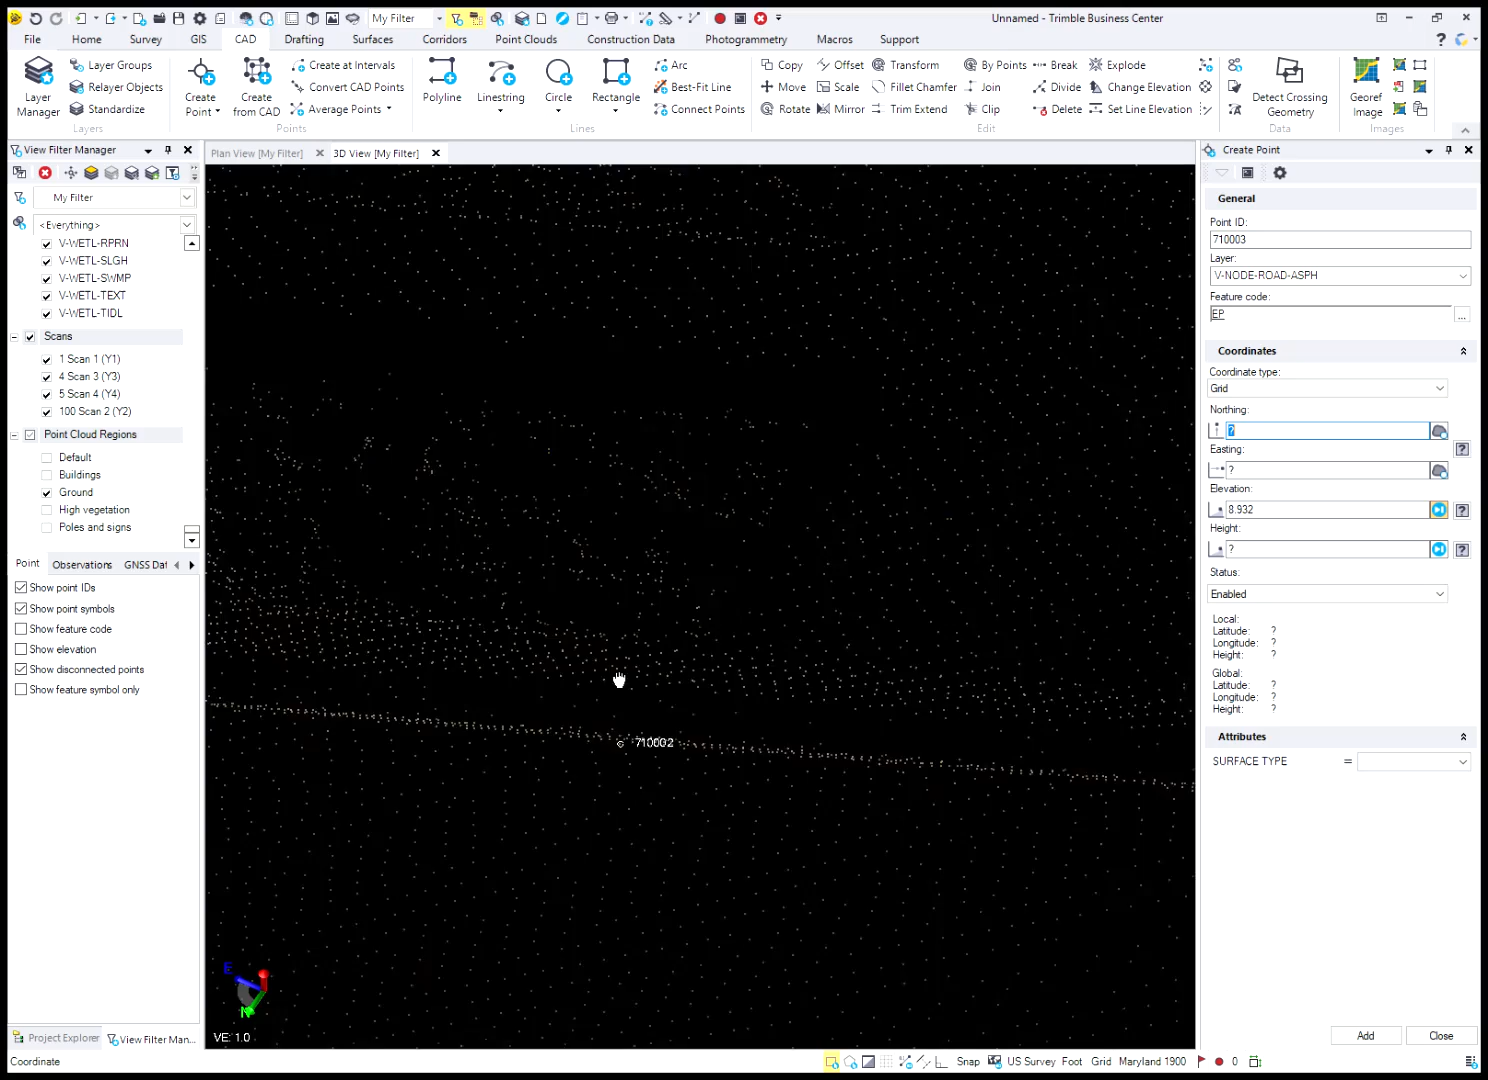 My Filter
Unnamed - Trimble Business Center
File Home Survey GIS CAD Drafting Surfaces Corridors Point Clouds Construction Data Photogrammetry Macros Support
Layer Manager
Layer Groups
Relayer Objects
Standardize
Layers
Create Point
Create from CAD
Create at Intervals
Convert CAD Points
Average Points
Points
Polyline
Linestring
Circle
Rectangle
Arc
Best-Fit Line
Connect Points
Lines
Copy Offset Transform By Points Break Explode
Move Scale Fillet Chamfer Join Divide Change Elevation
Rotate Mirror Trim Extend Clip Delete Set Line Elevation
Edit
Detect Crossing Geometry
Data
Georef Image
Images
View Filter Manager
My Filter
<Everything>
V-WETL-RPRN
V-WETL-SLGH
V-WETL-SWMP
V-WETL-TEXT
V-WETL-TIDL
Scans
1 Scan 1 (Y1)
4 Scan 3 (Y3)
5 Scan 4 (Y4)
100 Scan 2 (Y2)
Point Cloud Regions
Default
Buildings
Ground
High vegetation
Poles and signs
Point Observations GNSS Dat
Show point IDs
Show point symbols
Show feature code
Show elevation
Show disconnected points
Show feature symbol only
Project Explorer View Filter Man...
Coordinate
Plan View [My Filter] 3D View [My Filter]
710002
E
N
VE: 1.0
Create Point
General
Point ID:
710003
Layer:
V-NODE-ROAD-ASPH
Feature code:
EP
...
Coordinates
Coordinate type:
Grid
Northing:
?
Easting:
?
Elevation:
8.932
Height:
?
Status:
Enabled
Local:
Latitude: ?
Longitude: ?
Height: ?
Global:
Latitude: ?
Longitude: ?
Height: ?
Attributes
SURFACE TYPE =
Add Close
Snap US Survey Foot Grid Maryland 1900 0